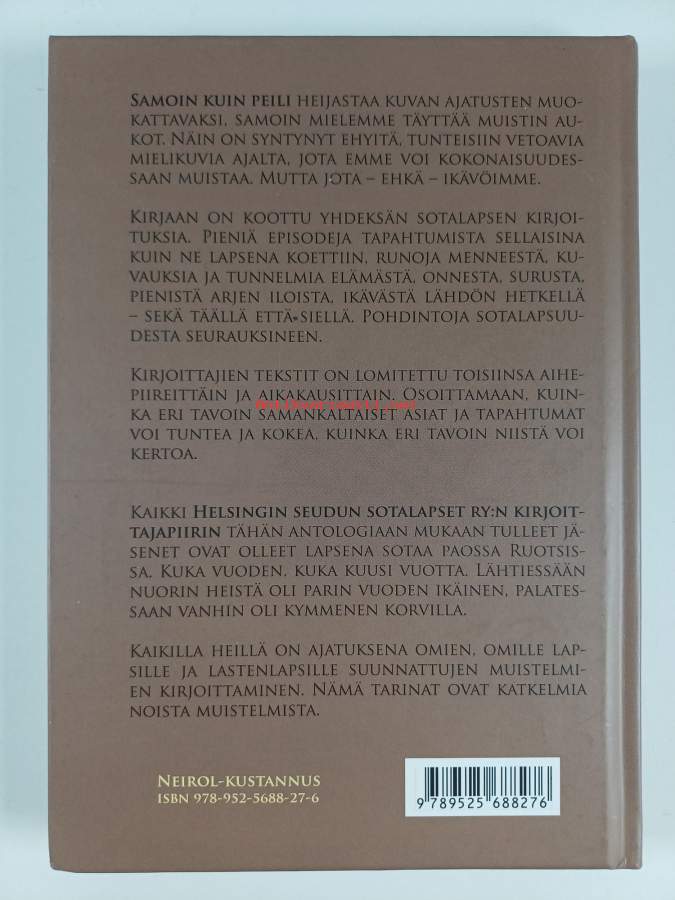 SAMOIN KUIN PEILI HEIJASTAA KUVAN AJATUSTEN MUO-
KATTAVAKSI, SAMOIN MIELEMME TÄYTTÄÄ MUISTIN AU-
KOT. NÄIN ON SYNTYNYT EHYITÄ, TUNTEISIIN VETOAVIA
MIELIKUVIA AJALTA, JOTA EMME VOI KOKONAISUUDES-
SAAN MUISTAA. MUTTA JOTA – EHKÄ – IKÄVÖIMME.
KIRJAAN ON KOOTTU YHDEKSÄN SOTALAPSEN KIRJOI-
TUKSIA. PIENIÄ EPISODEJA TAPAHTUMISTA SELLAISINA
KUIN NE LAPSENA KOETTIIN, RUNOJA MENNEESTÄ, KU-
VAUKSIA JA TUNNELMIA ELÄMÄSTÄ, ONNESTA, SURUSTA,
PIENISTÄ ARJEN ILOISTA, IKÄVÄSTÄ LÄHDÖN HETKELLÄ
– SEKÄ TÄÄLLÄ ETTÄ SIELLÄ. POHDINTOJA SOTALAPSUU-
DESTA SEURAUKSINEEN.
KIRJOITTAJIEN TEKSTIT ON LOMITETTU TOISIINSA AIHE-
PIIREITTÄIN JA AIKAKAUSITTAIN. OSOITTAMAAN, KUIN-
KA ERI TAVOIN SAMANKALTAISET ASIAT JA TAPAHTUMAT
VOI TUNTEA JA KOKEA, KUINKA ERI TAVOIN NIISTÄ VOI
KERTOA.
KAIKKI HELSINGIN SEUDUN SOTALAPSET RY:N KIRJOIT-
TAJAPIIRIN TÄHÄN ANTOLOGIAAN MUKAAN TULLEET JÄ-
SENET OVAT OLLEET LAPSENA SOTAA PAOSSA RUOTSIS-
SA. KUKA VUODEN, KUKA KUUSI VUOTTA. LÄHTIESSÄÄN
NUORIN HEISTÄ OLI PARIN VUODEN IKÄINEN, PALATES-
SAAN VANHIN OLI KYMMENEN KORVILLA.
KAIKILLA HEILLÄ ON AJATUKSENA OMIEN, OMILLE LAP-
SILLE JA LASTENLAPSILLE SUUNNATTUJEN MUISTELMI-
EN KIRJOITTAMINEN. NÄMÄ TARINAT OVAT KATKELMIA
NOISTA MUISTELMISTA.
NEIROL-KUSTANNUS
ISBN 978-952-5688-27-6
9 789525 688276